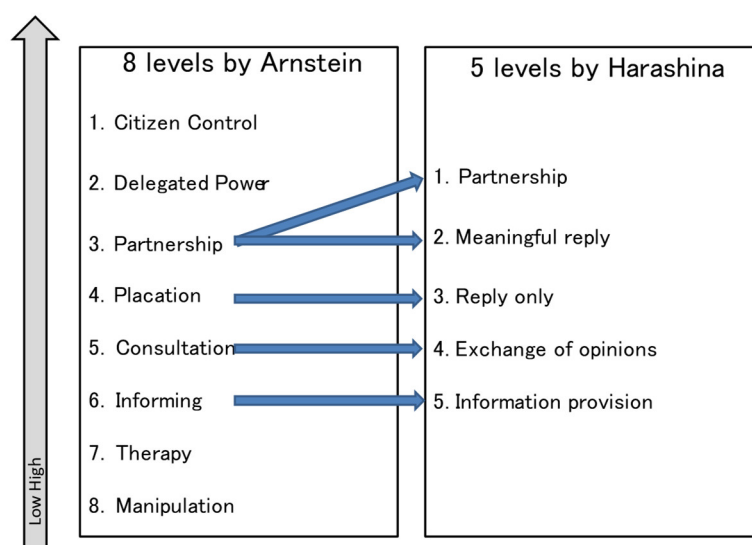 8 levels by Arnstein
1. Citizen Control
2. Delegated Power
3. Partnership
4. Placation
5. Consultation
6. Informing
7. Therapy
8. Manipulation
5 levels by Harashina
1. Partnership
2. Meaningful reply
3. Reply only
4. Exchange of opinions
5. Information provision
Low High